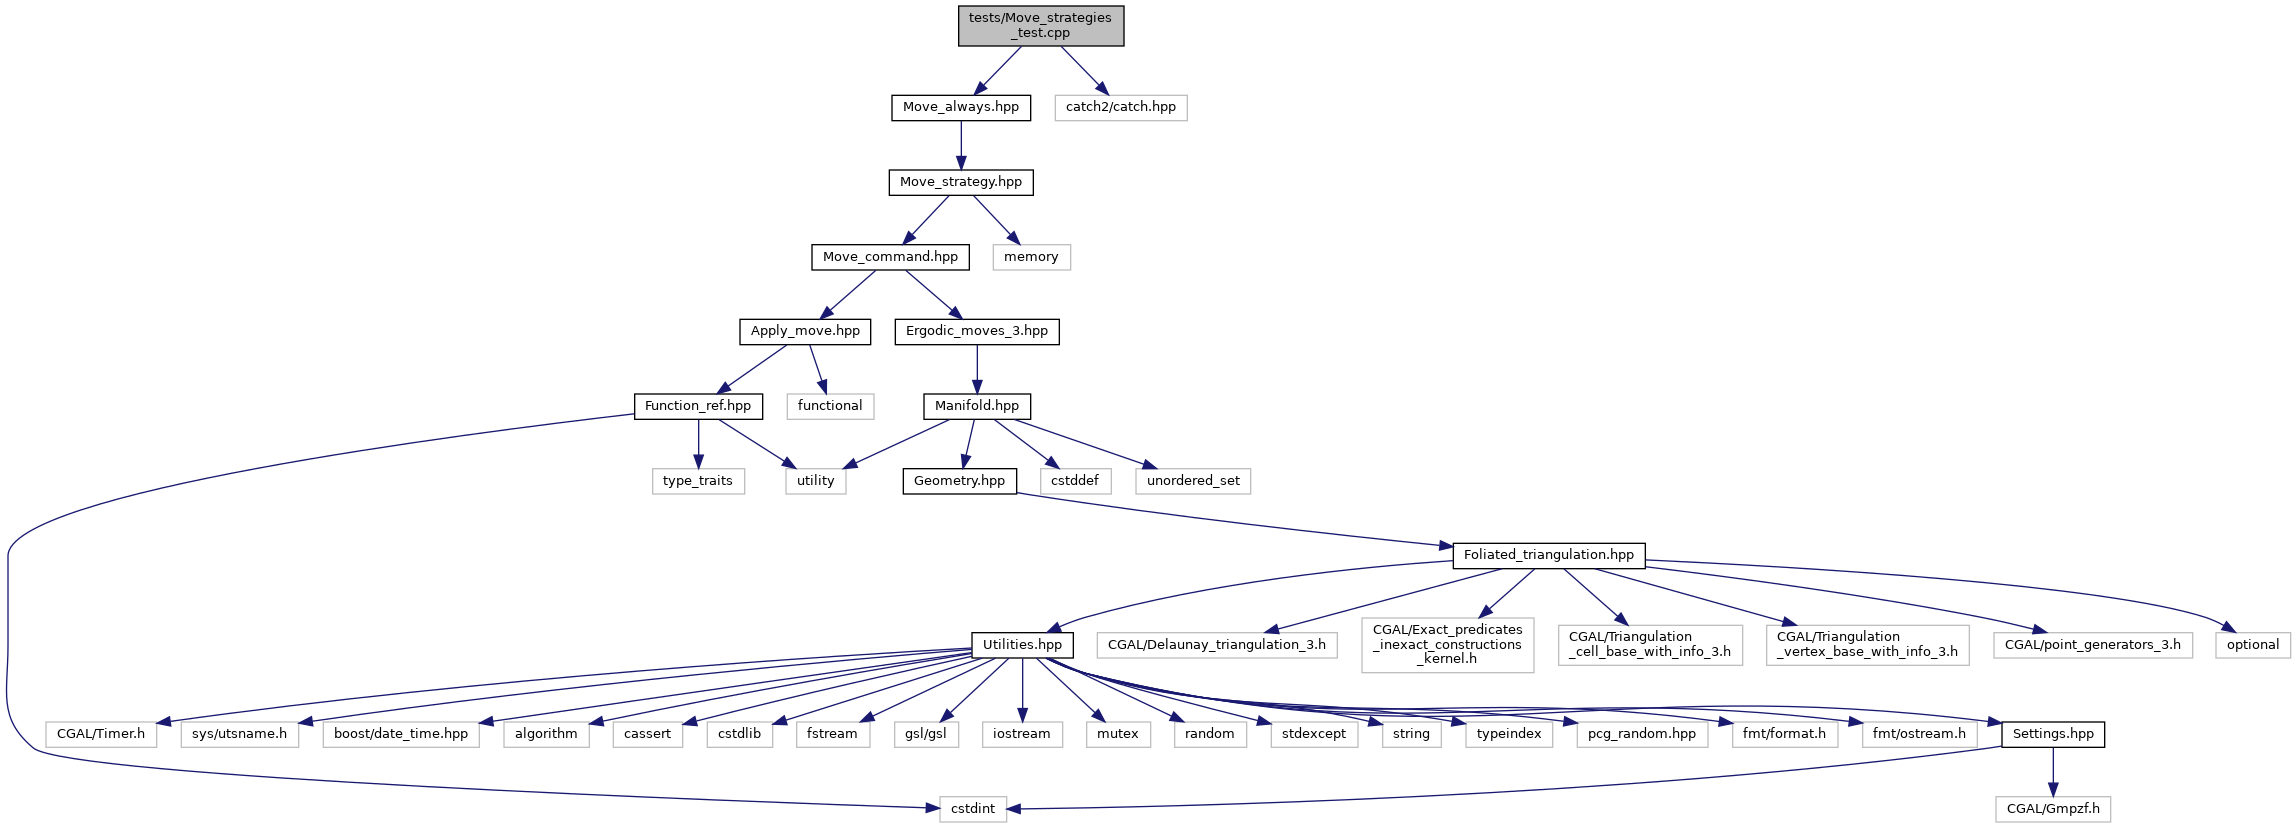 tests/Move_strategies
_test.cpp
Move_always.hpp
catch2/catch.hpp
Move_strategy.hpp
Move_command.hpp
memory
Apply_move.hpp
Ergodic_moves_3.hpp
Function_ref.hpp
functional
Manifold.hpp
type_traits
utility
Geometry.hpp
cstddef
unordered_set
Foliated_triangulation.hpp
Utilities.hpp
CGAL/Delaunay_triangulation_3.h
CGAL/Exact_predicates
_inexact_constructions
_kernel.h
CGAL/Triangulation
_cell_base_with_info_3.h
CGAL/Triangulation
_vertex_base_with_info_3.h
CGAL/point_generators_3.h
optional
CGAL/Timer.h
sys/utsname.h
boost/date_time.hpp
algorithm
cassert
cstdlib
fstream
gsl/gsl
iostream
mutex
random
stdexcept
string
typeindex
pcg_random.hpp
fmt/format.h
fmt/ostream.h
Settings.hpp
cstdint
CGAL/Gmpzf.h